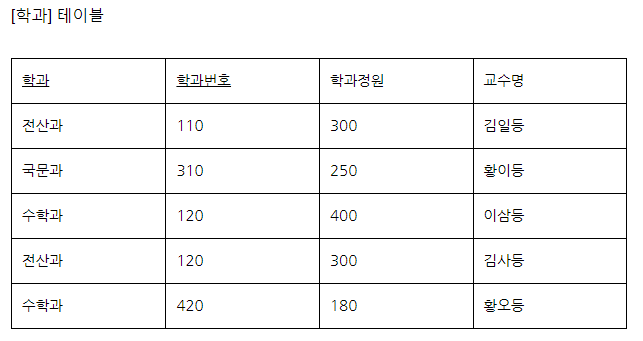 [학과] 테이블
학과 학과번호 학과정원 교수명
전산과 110 300 김일등
국문과 310 250 황이등
수학과 120 400 이삼등
전산과 120 300 김사등
수학과 420 180 황오등